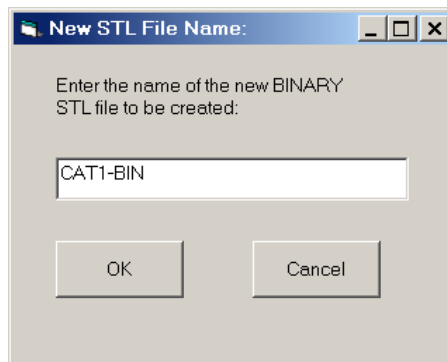 New STL File Name:
Enter the name of the new BINARY
STL file to be created:
CAT1-BIN
OK
Cancel